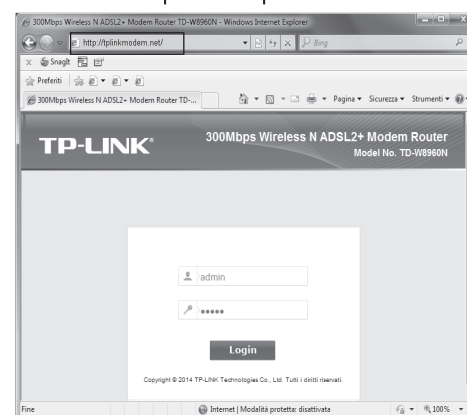 300Mbps Wireless N ADSL2+ Modem Router TD-W8960N - Windows Internet Explorer
http://tplinkmodem.net/
Bing
SnagIt
Preferiti
300Mbps Wireless N ADSL2+ Modem Router TD-...
Pagina
Sicurezza
Strumenti
TP-LINK®
300Mbps Wireless N ADSL2+ Modem Router
Model No. TD-W8960N
admin
Login
Copyright © 2014 TP-LINK Technologies Co., Ltd. Tutti i diritti riservati.
Fine
Internet | Modalità protetta: disattivata
100%